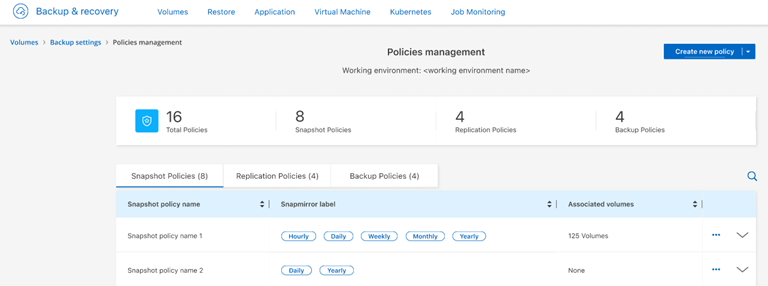 Backup & recovery Volumes Restore Application Virtual Machine Kubernetes Job Monitoring
Volumes > Backup settings > Policies management
Policies management
Create new policy
Working environment: <working environment name>
16 8 4 4
Total Policies Snapshot Policies Replication Policies Backup Policies
Snapshot Policies (8) Replication Policies (4) Backup Policies (4)
Snapshot policy name Snapmirror label Associated volumes
Snapshot policy name 1 Hourly Daily Weekly Monthly Yearly 125 Volumes
Snapshot policy name 2 Daily Yearly None